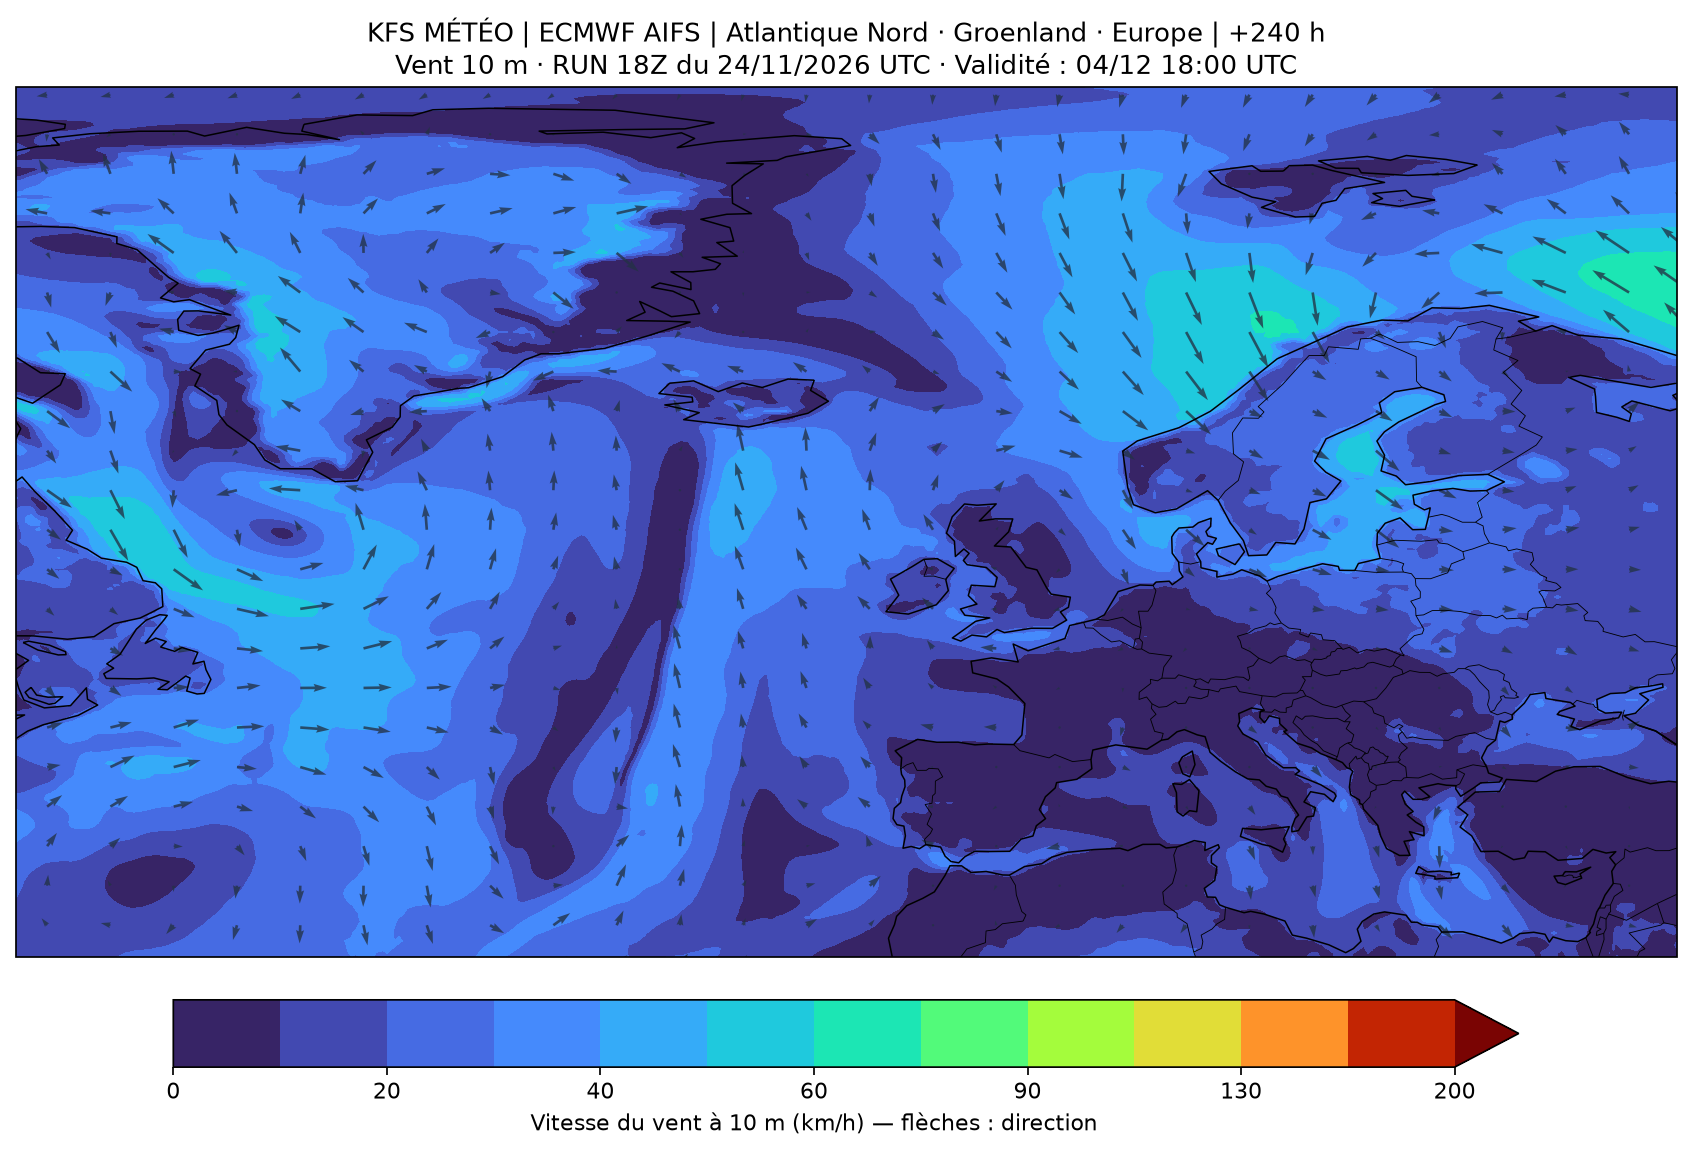 KFS MÉTÉO | ECMWF AIFS | Atlantique Nord · Groenland · Europe | +240 h
Vent 10 m · RUN 18Z du 24/11/2026 UTC · Validité : 04/12 18:00 UTC
0 20 40 60 90 130 200
Vitesse du vent à 10 m (km/h) — flèches : direction